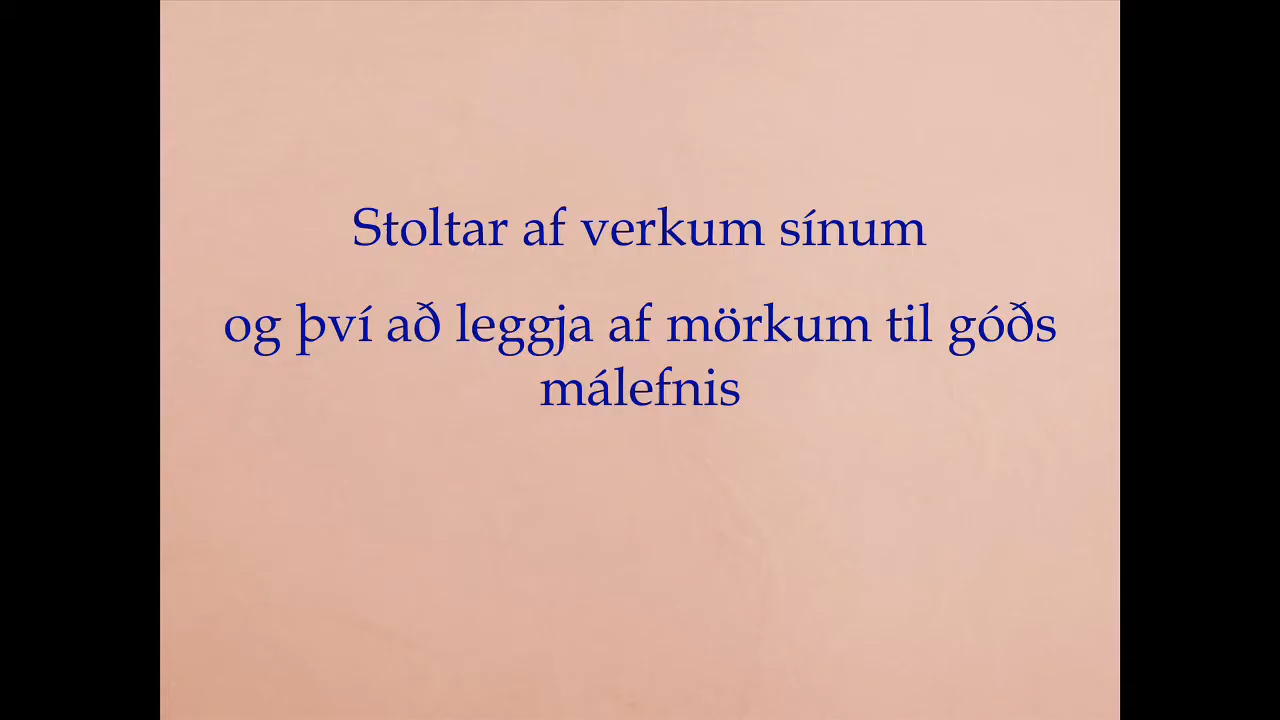 Stoltar af verkum sínum
og því að leggja af mörkum til góðs
málefnis